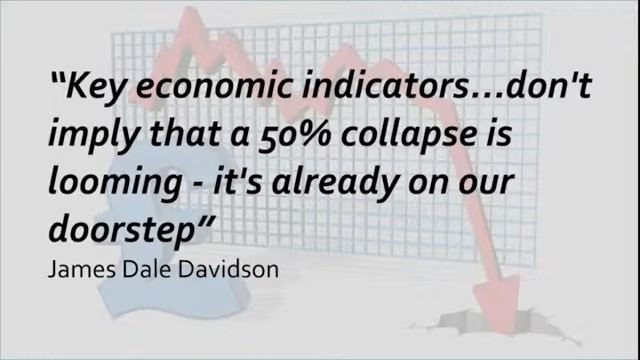 “Key economic indicators...don't
imply that a 50% collapse is
looming - it's already on our
doorstep”
James Dale Davidson